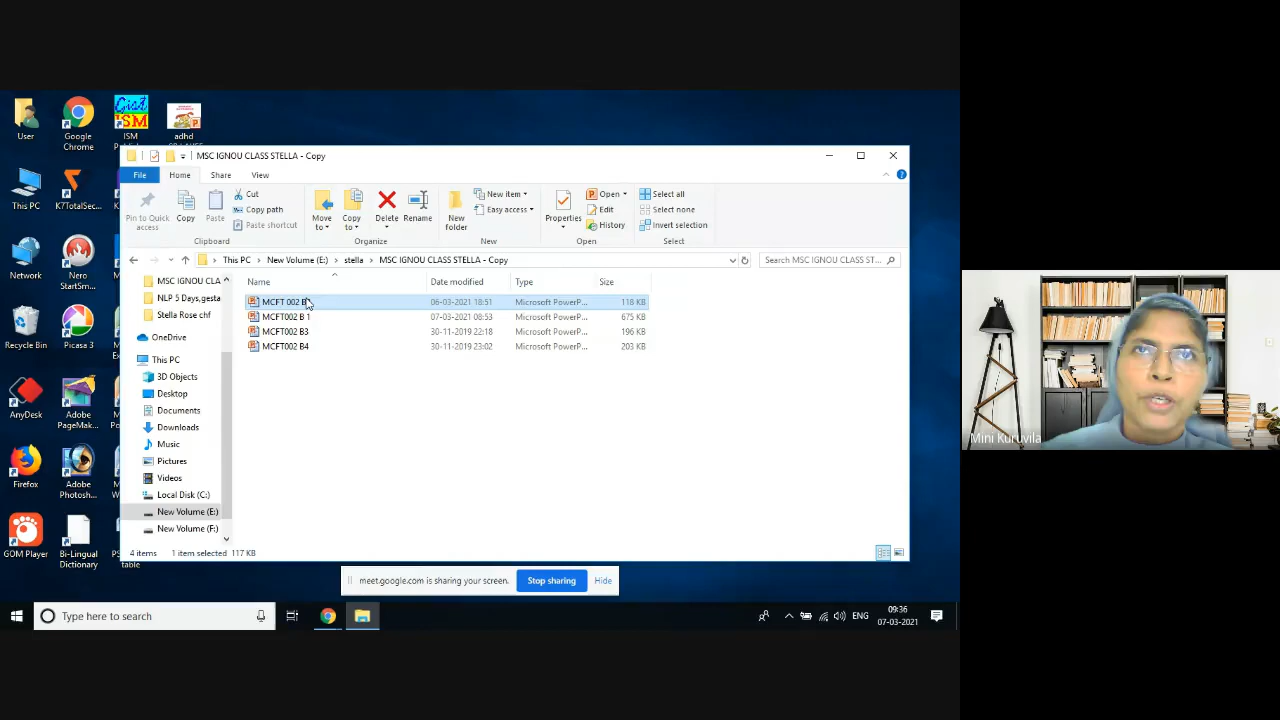 User
Google Chrome
ISM
adhd
This PC
K7TotalSec...
Network
Nero StartSm...
Recycle Bin
Picasa 3
AnyDesk
Adobe PageMak...
Firefox
Adobe Photosh...
GOM Player
Bi-Lingual Dictionary
table
MSC IGNOU CLASS STELLA - Copy
File Home Share View
Pin to Quick access
Copy
Paste
Cut
Copy path
Paste shortcut
Clipboard
Move to
Copy to
Delete
Rename
Organize
New folder
New item
Easy access
New
Properties
Open
Edit
History
Open
Select all
Select none
Invert selection
Select
This PC > New Volume (E:) > stella > MSC IGNOU CLASS STELLA - Copy
Search MSC IGNOU CLASS ST...
MSC IGNOU CLA
NLP 5 Days,gesta
Stella Rose chf
OneDrive
This PC
3D Objects
Desktop
Documents
Downloads
Music
Pictures
Videos
Local Disk (C:)
New Volume (E:)
New Volume (F:)
Name Date modified Type Size
MCFT 002 06-03-2021 18:51 Microsoft PowerP... 118 KB
MCFT002 B 1 07-03-2021 08:53 Microsoft PowerP... 675 KB
MCFT002 B3 30-11-2019 22:18 Microsoft PowerP... 196 KB
MCFT002 B4 30-11-2019 23:02 Microsoft PowerP... 203 KB
4 items 1 item selected 117 KB
meet.google.com is sharing your screen. Stop sharing Hide
Type here to search
ENG
09:36
07-03-2021
Mini Kuruvila